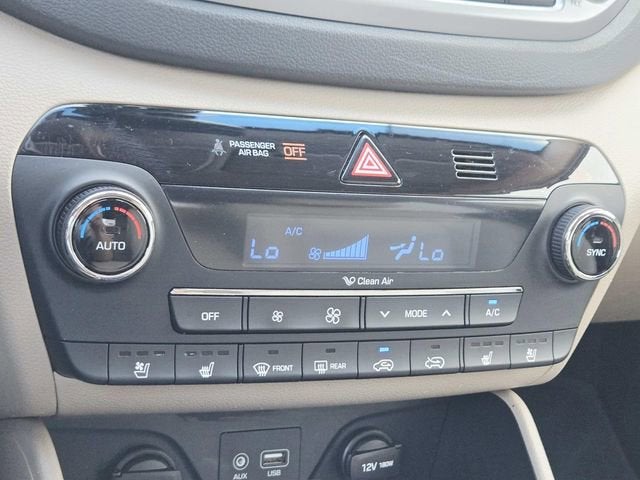 PASSENGER
AIR BAG OFF
A/C
Lo Lo
AUTO
SYNC
Clean Air
OFF MODE A/C
FRONT REAR
AUX USB
12V 180W